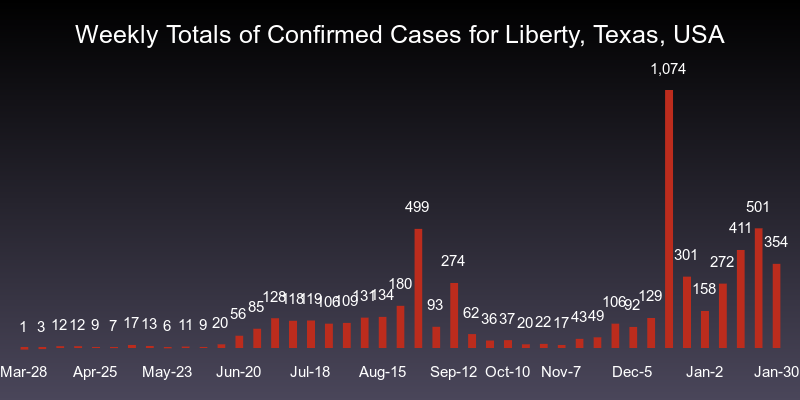 Weekly Totals of Confirmed Cases for Liberty, Texas, USA
1 3 12 12 9 7 17 13 6 11 9 20 56 85 128 118 119 106 109 131 134 180 499 93 274 62 36 37 20 22 17 43 49 106 92 129 1,074 301 158 272 411 501 354
Mar-28 Apr-25 May-23 Jun-20 Jul-18 Aug-15 Sep-12 Oct-10 Nov-7 Dec-5 Jan-2 Jan-30